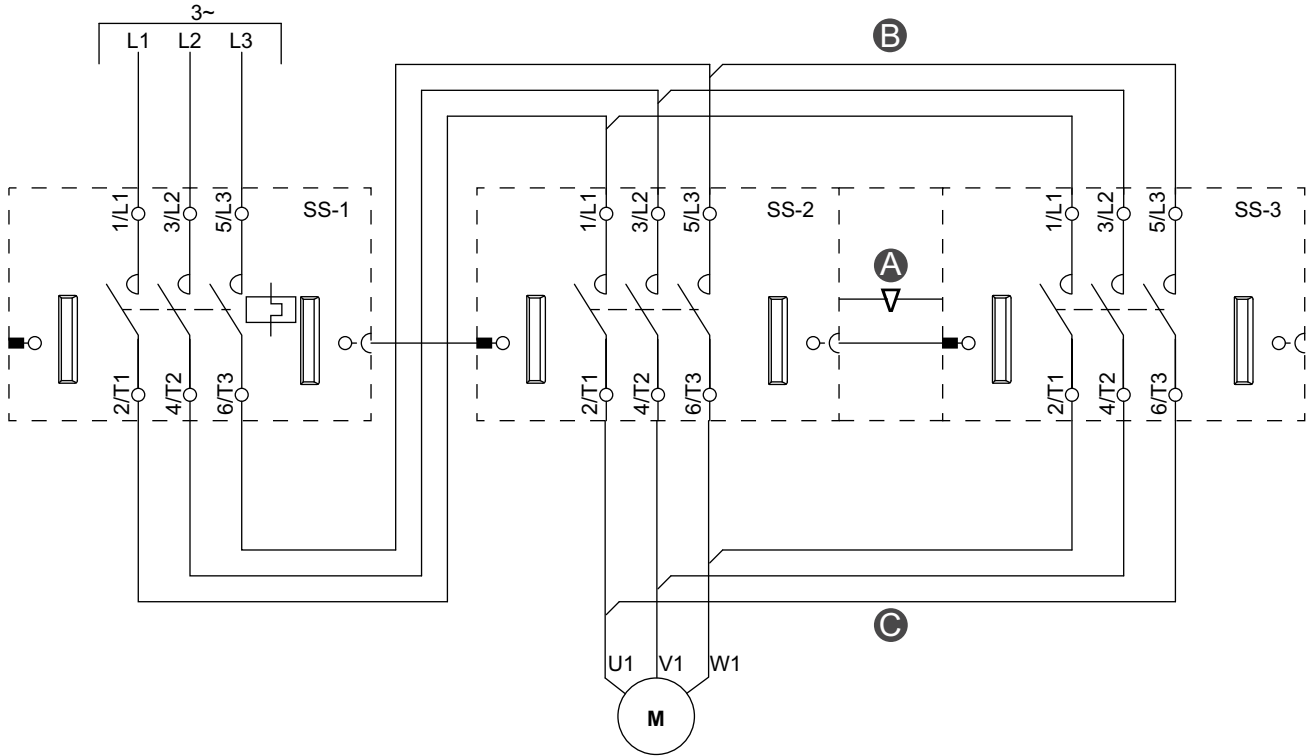 3~
L1 L2 L3
B
1/L1 3/L2 5/L3 SS-1
1/L1 3/L2 5/L3 SS-2
1/L1 3/L2 5/L3 SS-3
A
2/T1 4/T2 6/T3
2/T1 4/T2 6/T3
2/T1 4/T2 6/T3
C
U1 V1 W1
M